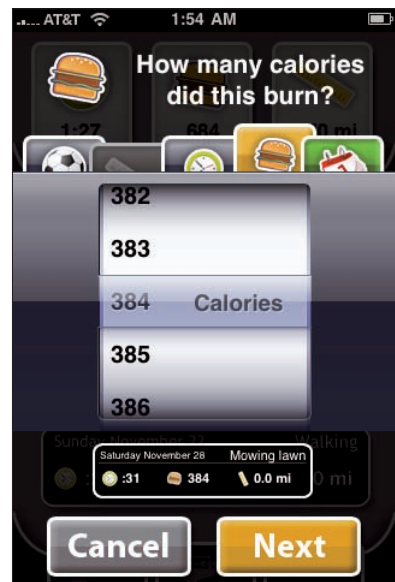 AT&T 1:54 AM
How many calories
did this burn?
1:27 684 0 mi
382
383
384 Calories
385
386
Sunday November 22 Walking
Saturday November 28 Mowing lawn
:31 384 0.0 mi 0 mi
Cancel Next